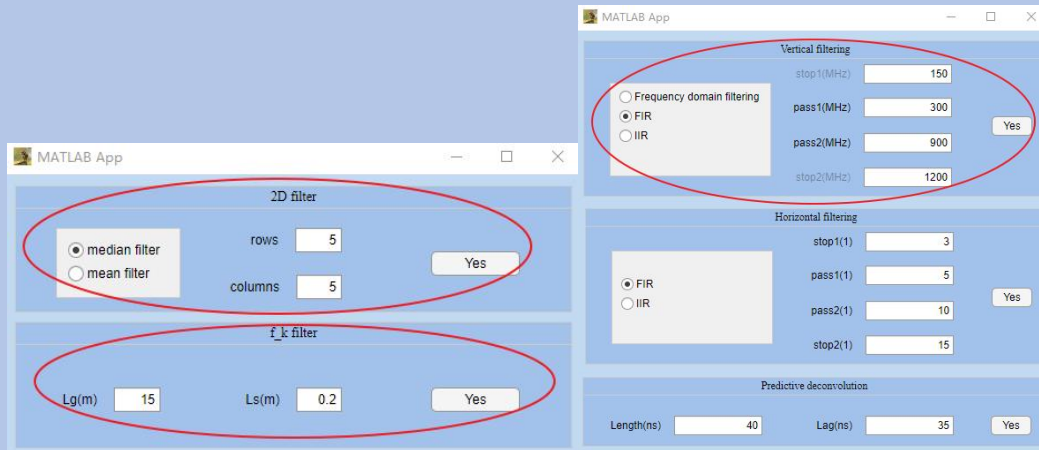 MATLAB App
2D filter
median filter
mean filter
rows 5
columns 5
Yes
f_k filter
Lg(m) 15 Ls(m) 0.2 Yes
MATLAB App
Vertical filtering
Frequency domain filtering
FIR
IIR
stop1(MHz) 150
pass1(MHz) 300
pass2(MHz) 900
stop2(MHz) 1200
Yes
Horizontal filtering
FIR
IIR
stop1(1) 3
pass1(1) 5
pass2(1) 10
stop2(1) 15
Yes
Predictive deconvolution
Length(ns) 40 Lag(ns) 35 Yes